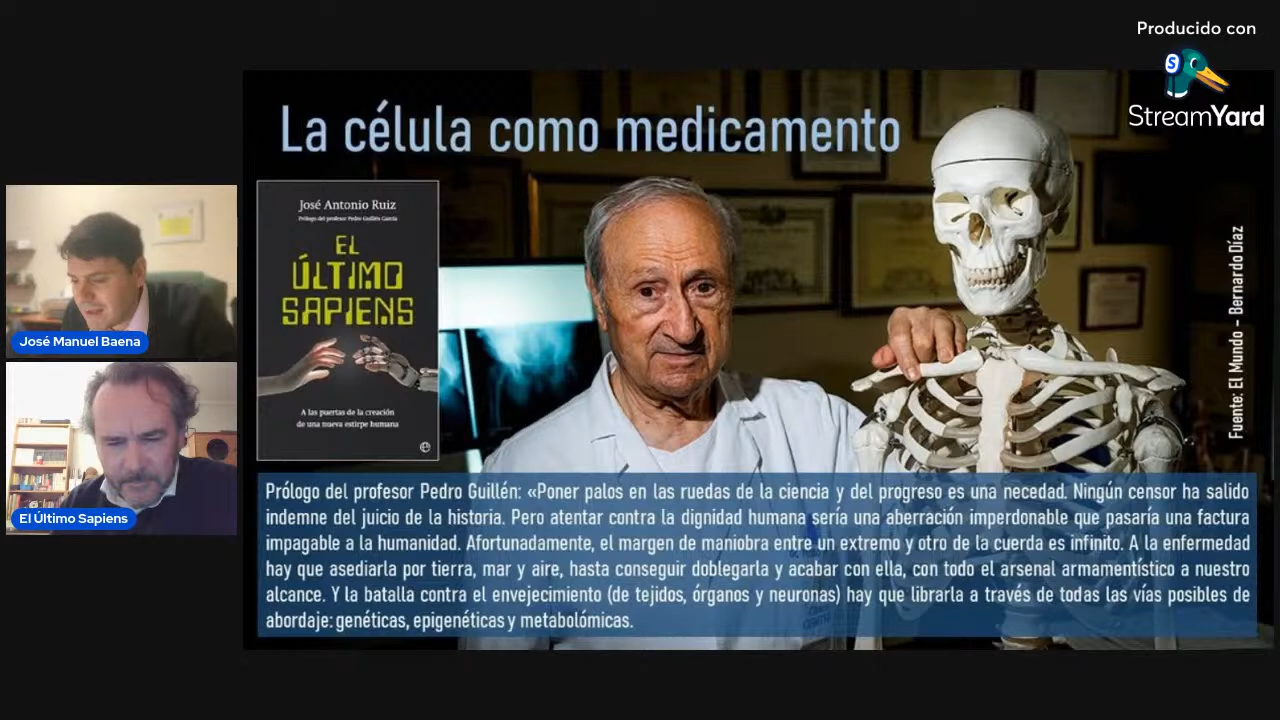 Producido con
StreamYard
La célula como medicamento
José Antonio Ruiz
Prólogo del profesor Pedro Guillén García
EL
ÚLTIMO
SAPIENS
A las puertas de la creación
de una nueva estirpe humana
Fuente: El Mundo – Bernardo Díaz
José Manuel Baena
El Último Sapiens
Prólogo del profesor Pedro Guillén: «Poner palos en las ruedas de la ciencia y del progreso es una necedad. Ningún censor ha salido
indemne del juicio de la historia. Pero atentar contra la dignidad humana sería una aberración imperdonable que pasaría una factura
impagable a la humanidad. Afortunadamente, el margen de maniobra entre un extremo y otro de la cuerda es infinito. A la enfermedad
hay que asediarla por tierra, mar y aire, hasta conseguir doblegarla y acabar con ella, con todo el arsenal armamentístico a nuestro
alcance. Y la batalla contra el envejecimiento (de tejidos, órganos y neuronas) hay que librarla a través de todas las vías posibles de
abordaje: genéticas, epigenéticas y metabolómicas.